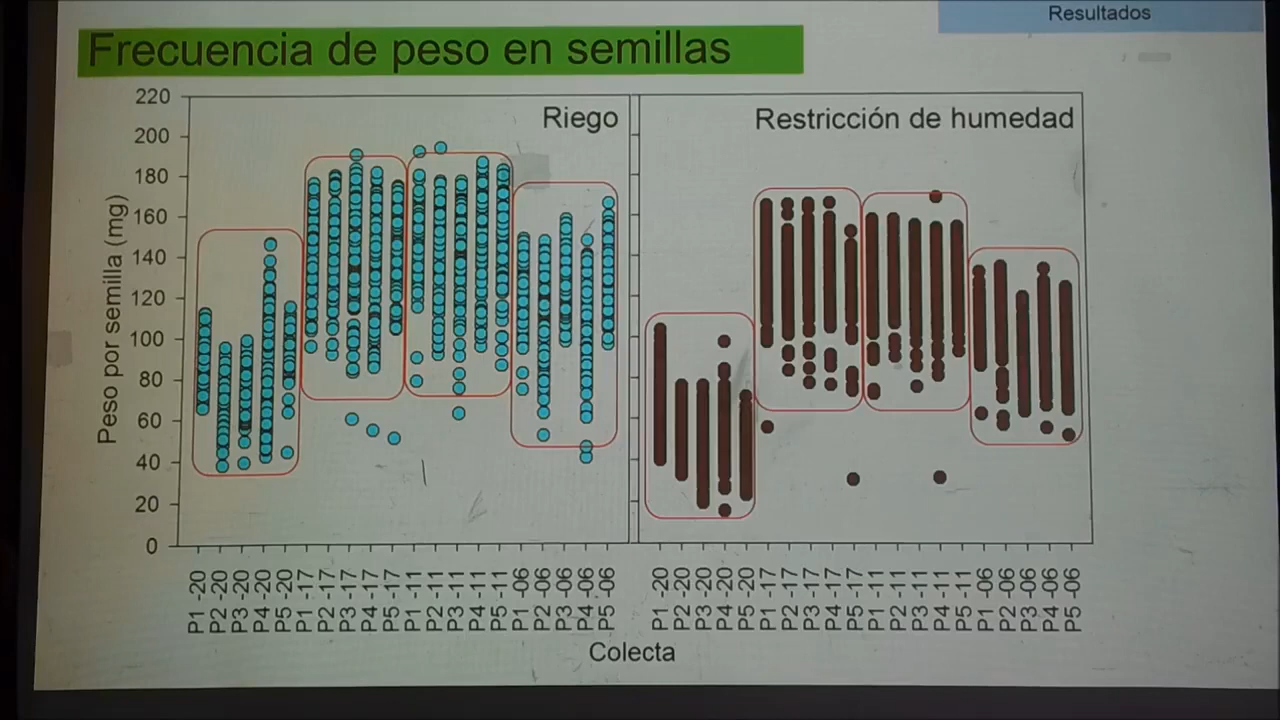 Resultados
Frecuencia de peso en semillas
Riego
Restricción de humedad
Peso por semilla (mg)
220
200
180
160
140
120
100
80
60
40
20
0
P1 -20
P2 -20
P3 -20
P4 -20
P5 -20
P1 -17
P2 -17
P3 -17
P4 -17
P5 -17
P1 -11
P2 -11
P3 -11
P4 -11
P5 -11
P1 -06
P2 -06
P3 -06
P4 -06
P5 -06
P1 -20
P2 -20
P3 -20
P4 -20
P5 -20
P1 -17
P2 -17
P3 -17
P4 -17
P5 -17
P1 -11
P2 -11
P3 -11
P4 -11
P5 -11
P1 -06
P2 -06
P3 -06
P4 -06
P5 -06
Colecta